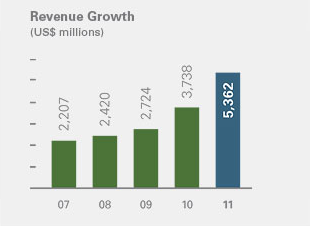 Revenue Growth
(US$ millions)
2,207
2,420
2,724
3,738
5,362
07 08 09 10 11